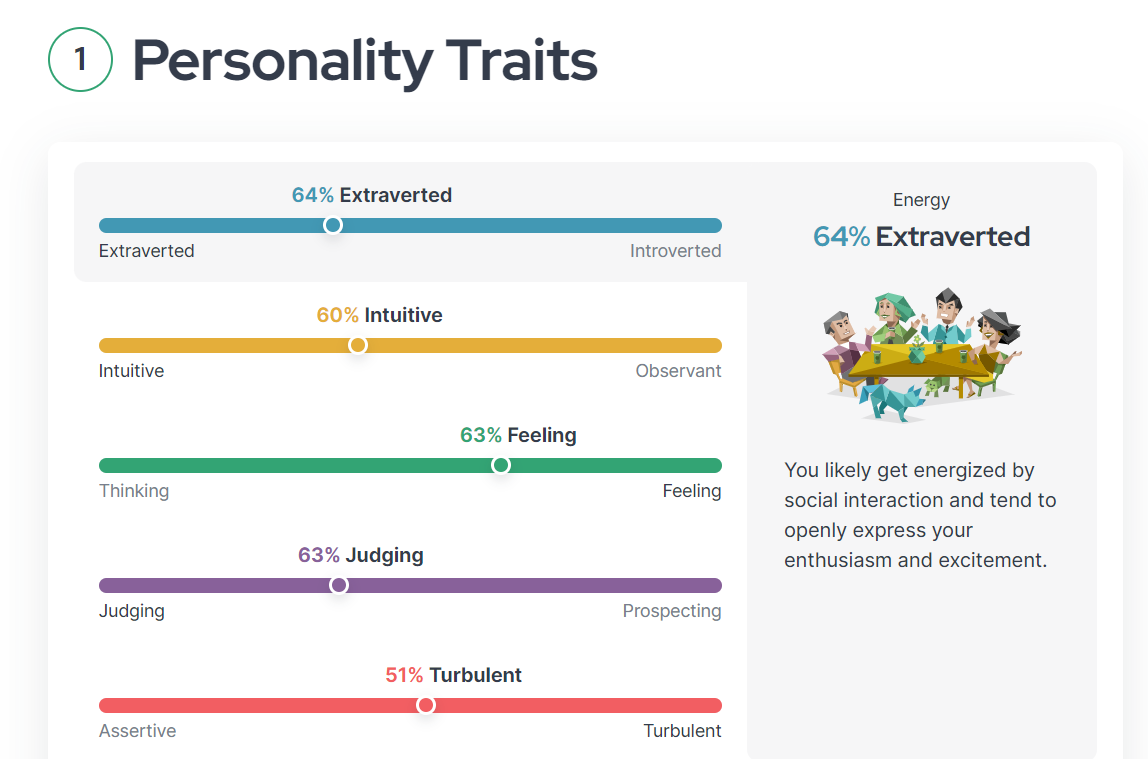 1 Personality Traits
64% Extraverted
Extraverted Introverted
60% Intuitive
Intuitive Observant
63% Feeling
Thinking Feeling
63% Judging
Judging Prospecting
51% Turbulent
Assertive Turbulent
Energy
64% Extraverted
You likely get energized by
social interaction and tend to
openly express your
enthusiasm and excitement.